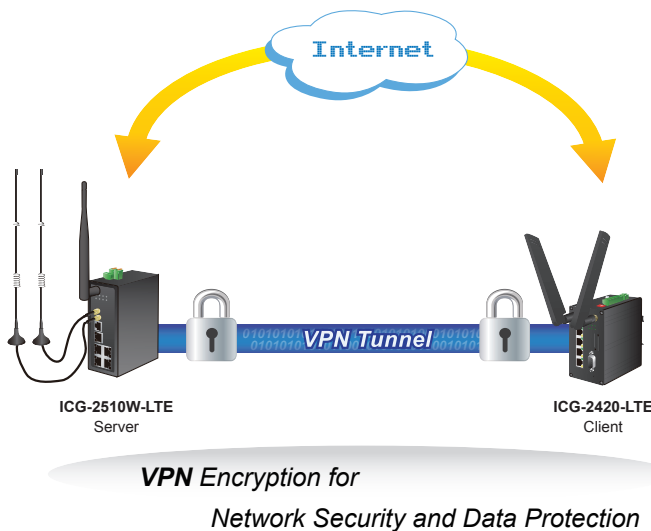 Internet
VPN Tunnel
ICG-2510W-LTE
Server
ICG-2420-LTE
Client
VPN Encryption for
Network Security and Data Protection